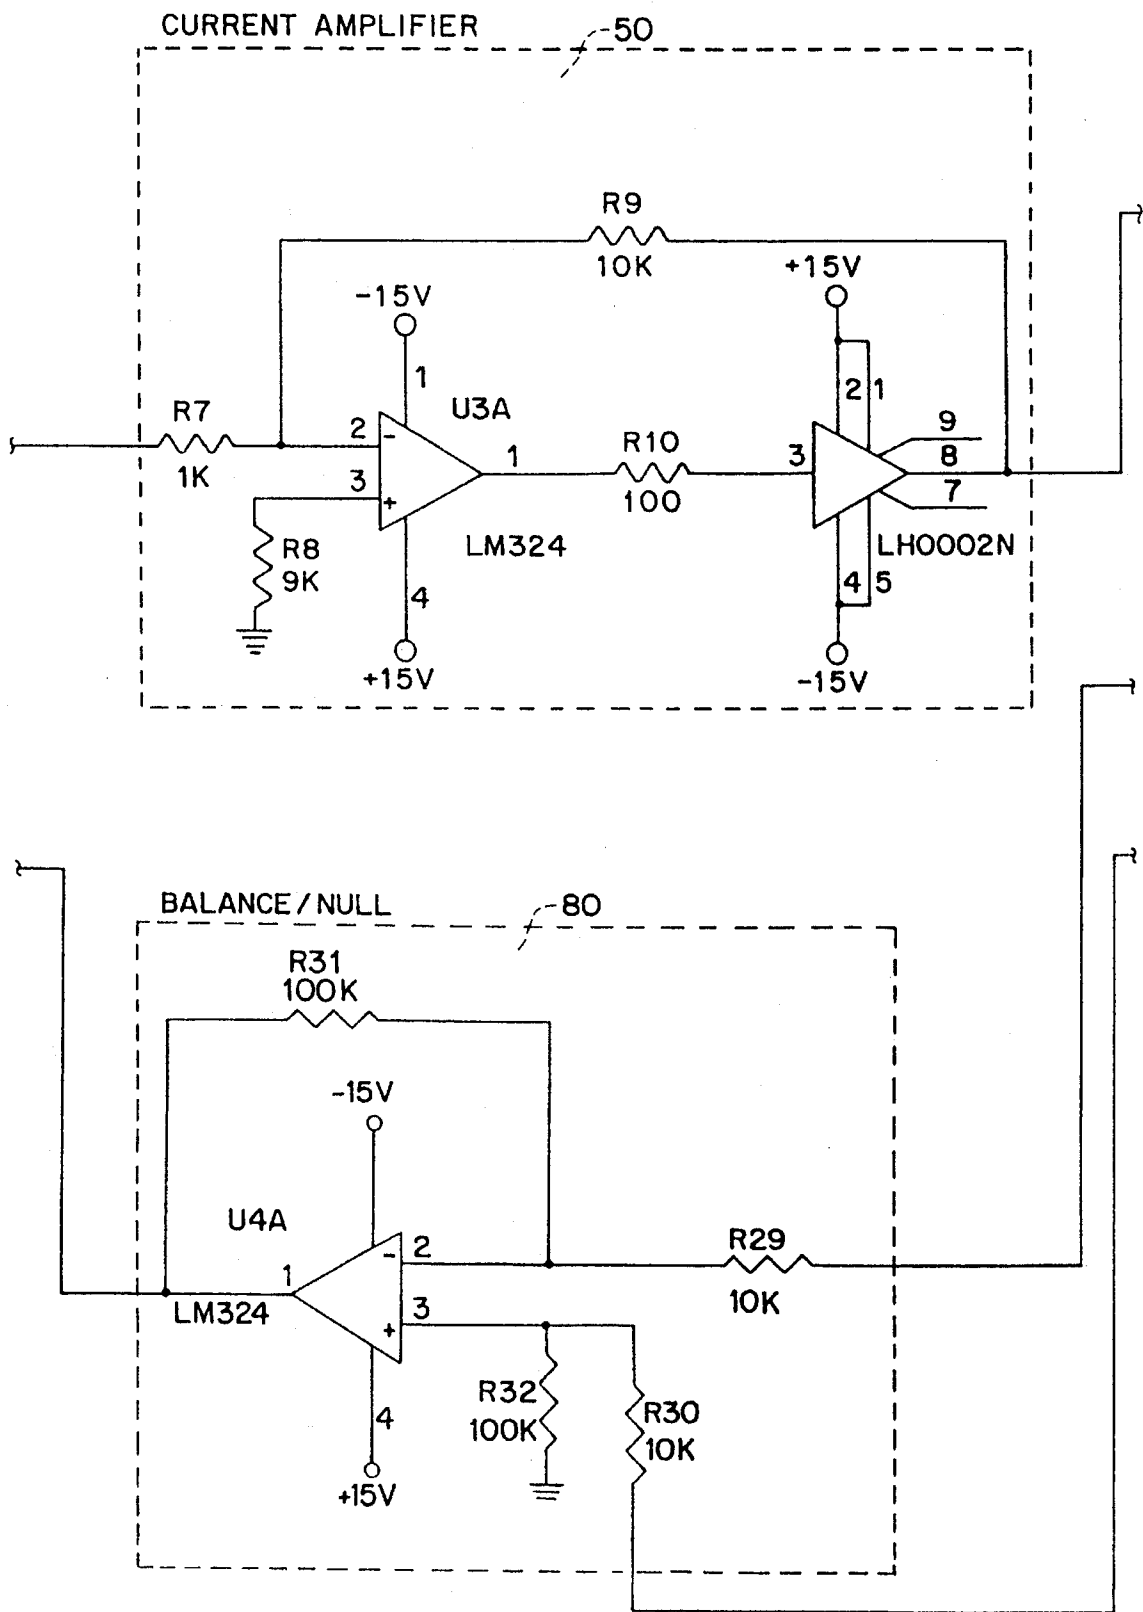 CURRENT AMPLIFIER
50
R9
10K
+15V
-15V
1
2
1
R7
1K
U3A
2
-
3
+
1
R10
100
3
9
8
7
R8
9K
LM324
LH0002N
4
4
5
+15V
-15V
BALANCE/NULL
80
R31
100K
-15V
U4A
1
LM324
2
-
3
+
R29
10K
R32
100K
R30
10K
4
+15V